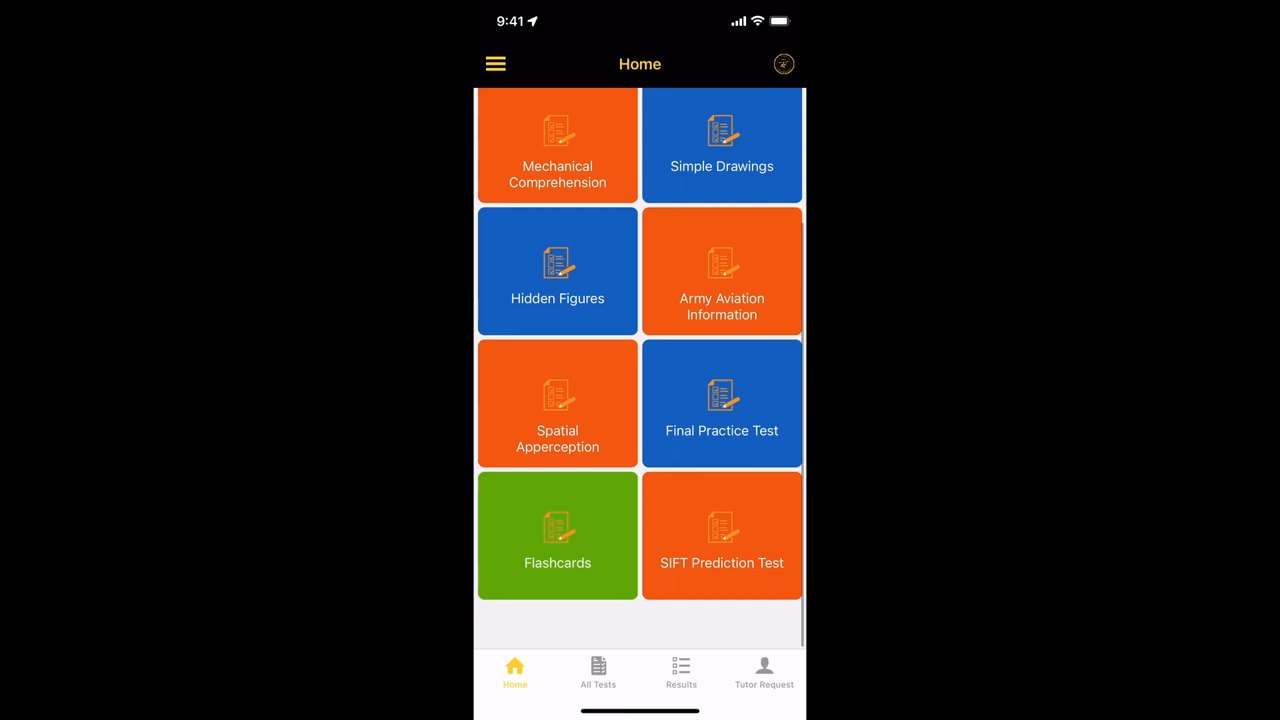 9:41
Home
Mechanical
Comprehension
Simple Drawings
Hidden Figures
Army Aviation
Information
Spatial
Apperception
Final Practice Test
Flashcards
SIFT Prediction Test
Home
All Tests
Results
Tutor Request